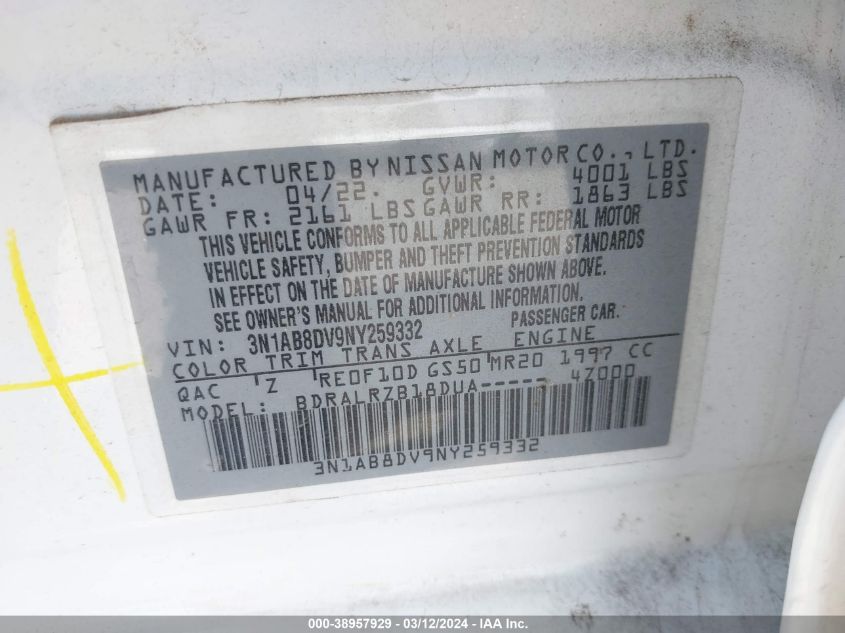 MANUFACTURED BY NISSAN MOTOR CO., LTD.
DATE: 04/22. GVWR: 4001 LBS
GAWR FR: 2161 LBS GAWR RR: 1863 LBS
THIS VEHICLE CONFORMS TO ALL APPLICABLE FEDERAL MOTOR
VEHICLE SAFETY, BUMPER AND THEFT PREVENTION STANDARDS
IN EFFECT ON THE DATE OF MANUFACTURE SHOWN ABOVE.
SEE OWNER'S MANUAL FOR ADDITIONAL INFORMATION.
VIN: 3N1AB8DV9NY259332 PASSENGER CAR.
COLOR TRIM TRANS AXLE ENGINE
QAC Z RE0F10D GS50 MR20 1997 CC
MODEL: BDRALRZB18DUA----- 4Z000
3N1AB8DV9NY259332
000-38957929 - 03/12/2024 - IAA Inc.